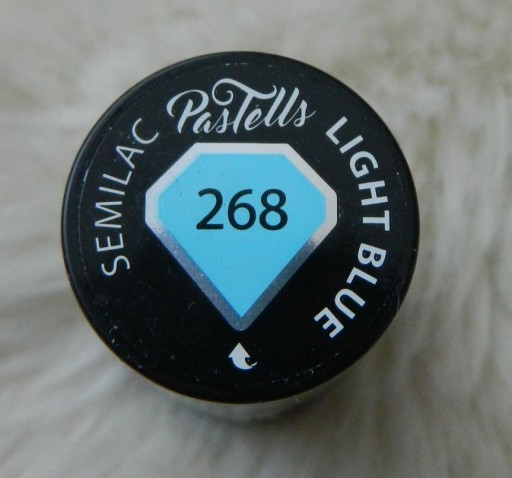 SEMILAC
PasTells
LIGHT BLUE
268